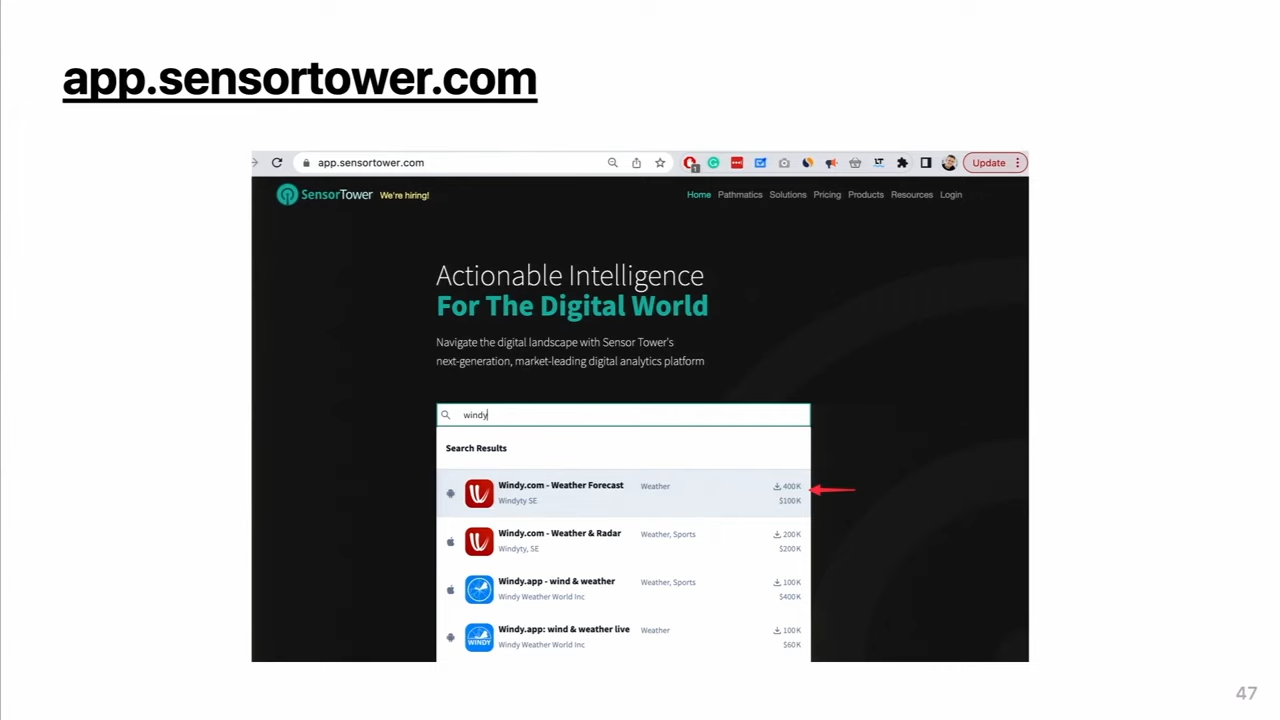 app.sensortower.com
app.sensortower.com
1
LT
Update
SensorTower We're hiring!
Home Pathmatics Solutions Pricing Products Resources Login
Actionable Intelligence
For The Digital World
Navigate the digital landscape with Sensor Tower's
next-generation, market-leading digital analytics platform
windy
Search Results
Windy.com - Weather Forecast Weather 400K
Windyty SE $100K
Windy.com - Weather & Radar Weather, Sports 200K
Windyty, SE $200K
Windy.app - wind & weather Weather, Sports 100K
Windy Weather World Inc $400K
Windy.app: wind & weather live Weather 100K
WINDY
Windy Weather World Inc $60K
47